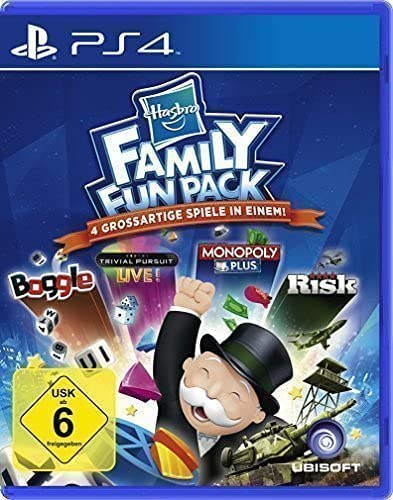 PS4
Hasbro
FAMILY
FUN PACK
4 GROSSARTIGE SPIELE IN EINEM!
Boggle
TRIVIAL PURSUIT
LIVE!
MONOPOLY
PLUS
Risk
W
B
I
U I
USK
ab
6
freigegeben
UBISOFT